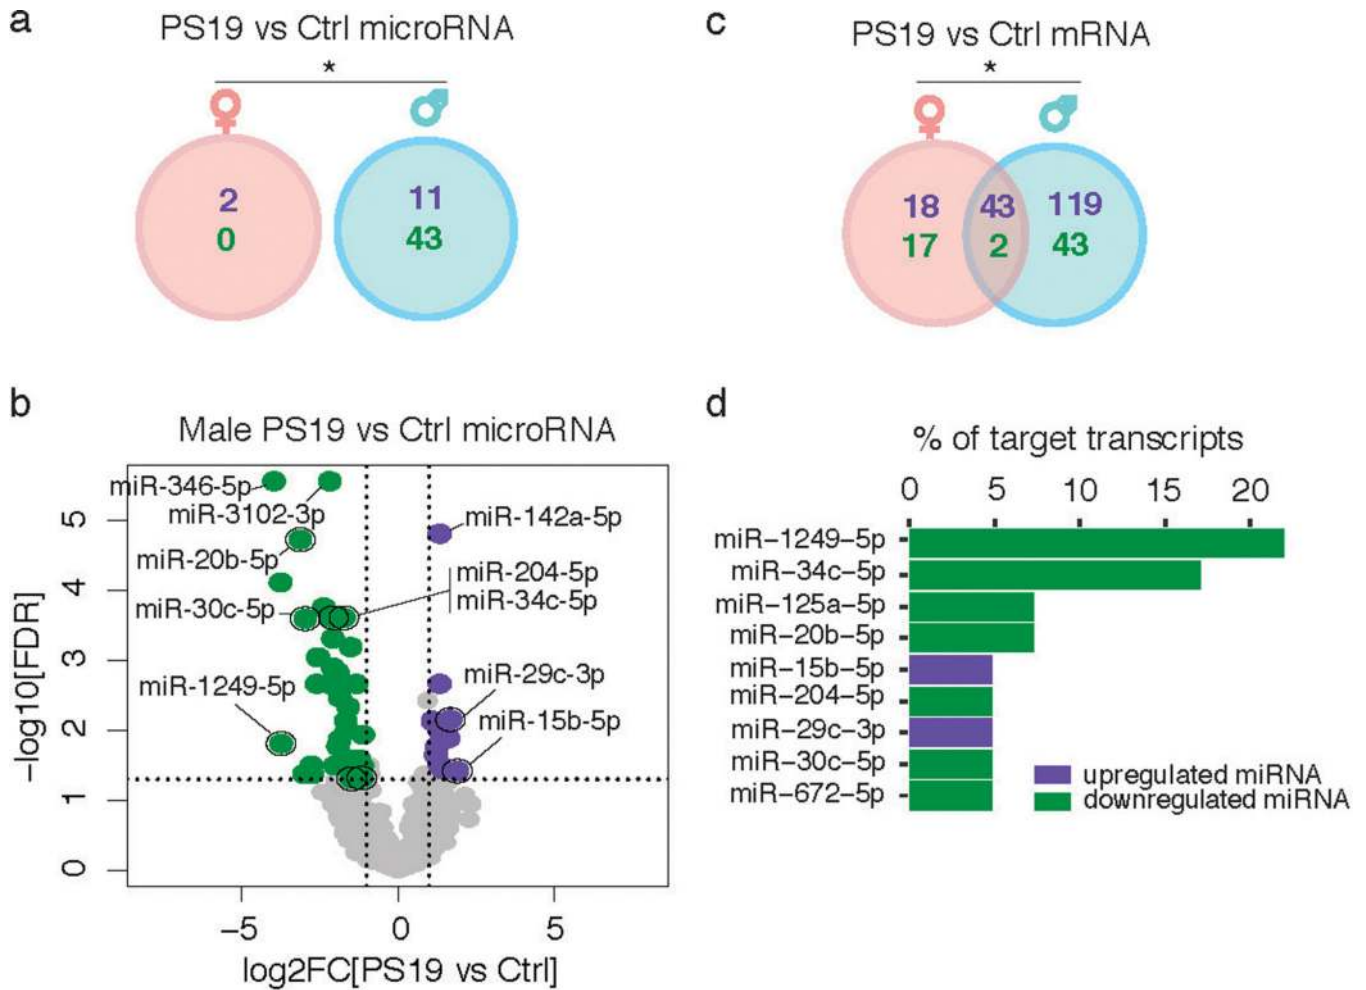 a
PS19 vs Ctrl microRNA
*
2
0
11
43
c
PS19 vs Ctrl mRNA
*
18
17
43
2
119
43
b
Male PS19 vs Ctrl microRNA
miR-346-5p
miR-3102-3p
miR-20b-5p
miR-30c-5p
miR-1249-5p
miR-142a-5p
miR-204-5p
miR-34c-5p
miR-29c-3p
miR-15b-5p
−log10[FDR]
5
4
3
2
1
0
−5
0
5
log2FC[PS19 vs Ctrl]
d
% of target transcripts
0
5
10
15
20
miR−1249−5p
miR−34c−5p
miR−125a−5p
miR−20b−5p
miR−15b−5p
miR−204−5p
miR−29c−3p
miR−30c−5p
miR−672−5p
upregulated miRNA
downregulated miRNA